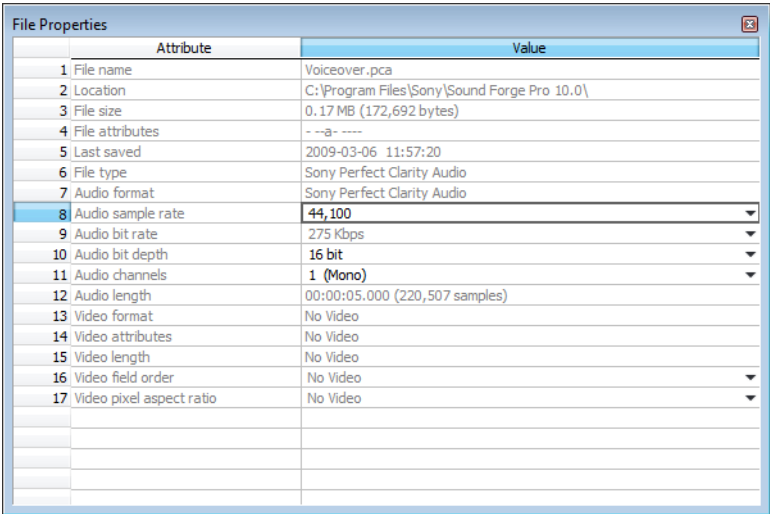 File Properties
Attribute Value
1 File name Voiceover.pca
2 Location C:\Program Files\Sony\Sound Forge Pro 10.0\
3 File size 0.17 MB (172,692 bytes)
4 File attributes - --a- ----
5 Last saved 2009-03-06 11:57:20
6 File type Sony Perfect Clarity Audio
7 Audio format Sony Perfect Clarity Audio
8 Audio sample rate 44,100
9 Audio bit rate 275 Kbps
10 Audio bit depth 16 bit
11 Audio channels 1 (Mono)
12 Audio length 00:00:05.000 (220,507 samples)
13 Video format No Video
14 Video attributes No Video
15 Video length No Video
16 Video field order No Video
17 Video pixel aspect ratio No Video